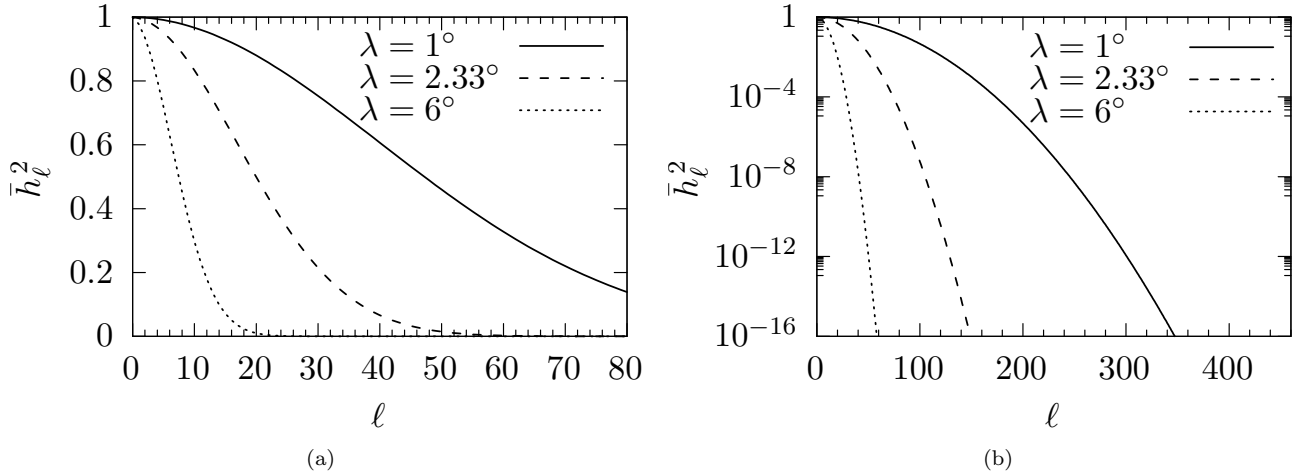 1
0.8
0.6
0.4
0.2
0
0 10 20 30 40 50 60 70 80
h̄²_ℓ
ℓ
λ = 1°
λ = 2.33°
λ = 6°
(a)
1
10⁻⁴
10⁻⁸
10⁻¹²
10⁻¹⁶
0 100 200 300 400
h̄²_ℓ
ℓ
λ = 1°
λ = 2.33°
λ = 6°
(b)